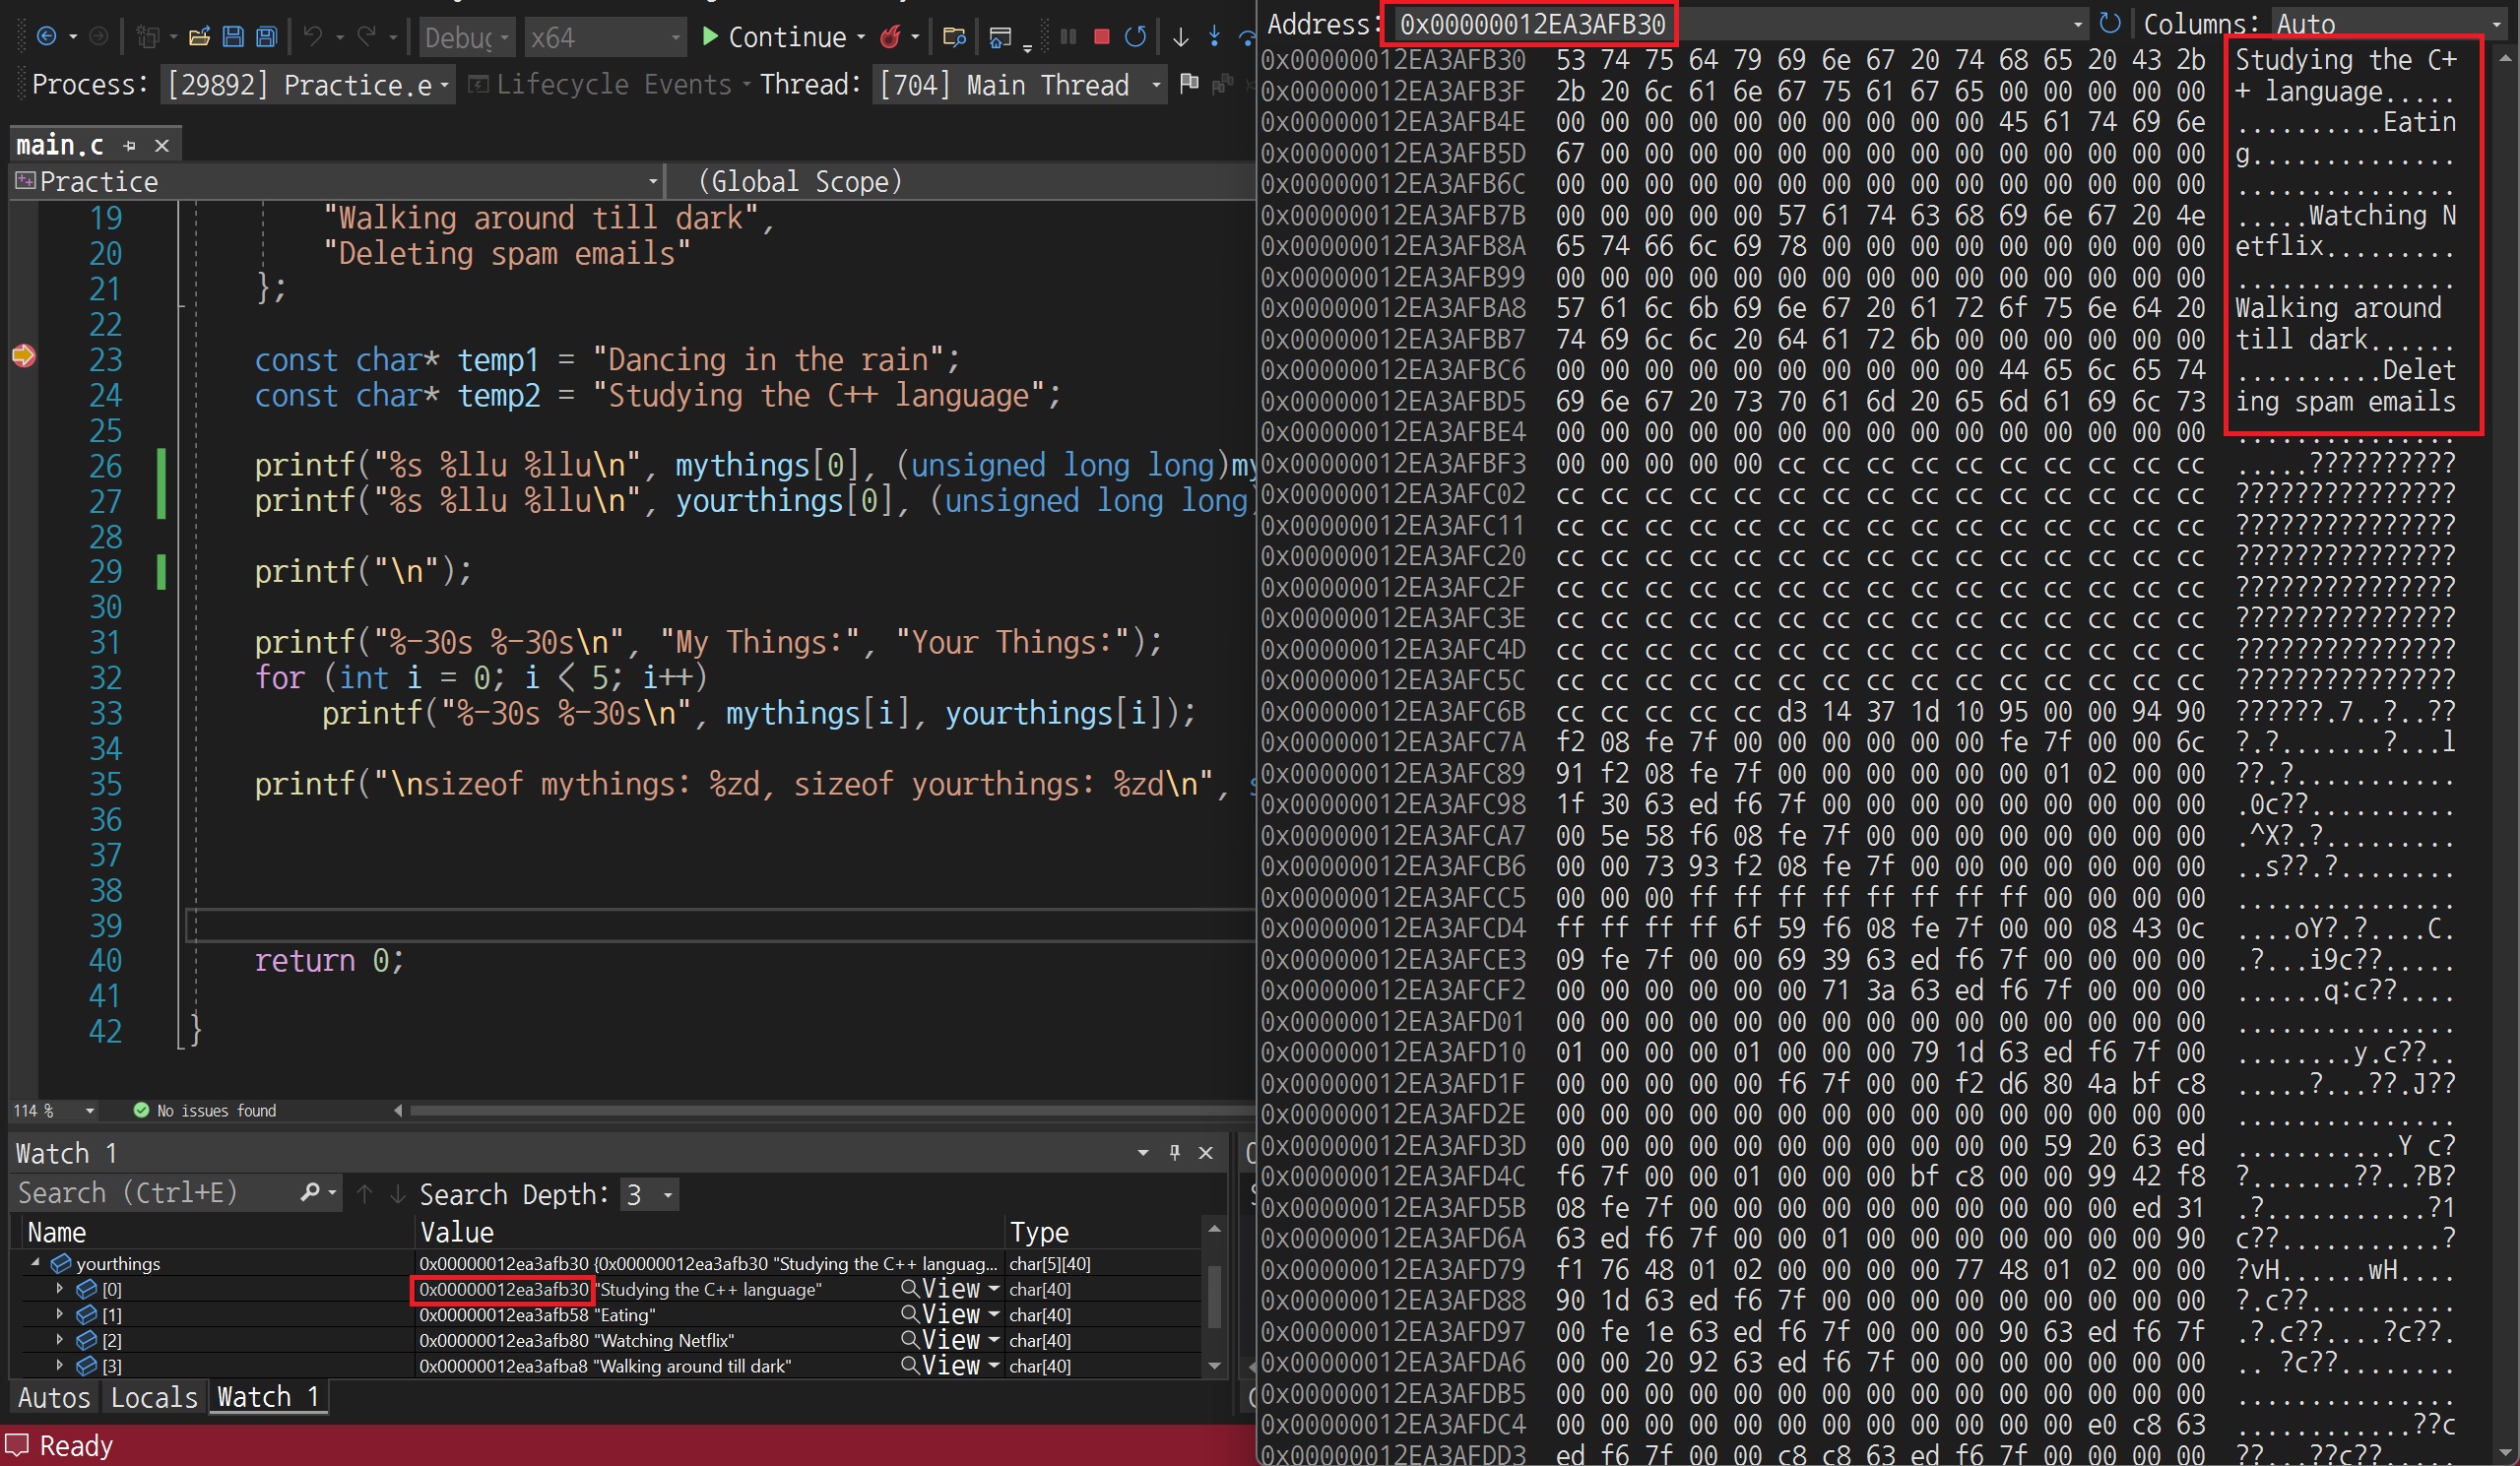 Debug
x64
Continue
Process: [29892] Practice.e
Lifecycle Events
Thread: [704] Main Thread
main.c
Practice
(Global Scope)
19 "Walking around till dark",
20 "Deleting spam emails"
21 };
22
23 const char* temp1 = "Dancing in the rain";
24 const char* temp2 = "Studying the C++ language";
25
26 printf("%s %llu %llu\n", mythings[0], (unsigned long long)my
27 printf("%s %llu %llu\n", yourthings[0], (unsigned long long)
28
29 printf("\n");
30
31 printf("%-30s %-30s\n", "My Things:", "Your Things:");
32 for (int i = 0; i < 5; i++)
33 printf("%-30s %-30s\n", mythings[i], yourthings[i]);
34
35 printf("\nsizeof mythings: %zd, sizeof yourthings: %zd\n", s
36
37
38
39
40 return 0;
41
42 }
114 %
No issues found
Watch 1
Search (Ctrl+E)
Search Depth: 3
Name Value Type
yourthings 0x00000012ea3afb30 {0x00000012ea3afb30 "Studying the C++ languag... char[5][40]
[0] 0x00000012ea3afb30 "Studying the C++ language" View char[40]
[1] 0x00000012ea3afb58 "Eating" View char[40]
[2] 0x00000012ea3afb80 "Watching Netflix" View char[40]
[3] 0x00000012ea3afba8 "Walking around till dark" View char[40]
Autos Locals Watch 1
Ready
Address: 0x00000012EA3AFB30
Columns: Auto
0x00000012EA3AFB30 53 74 75 64 79 69 6e 67 20 74 68 65 20 43 2b Studying the C+
0x00000012EA3AFB3F 2b 20 6c 61 6e 67 75 61 67 65 00 00 00 00 00 + language.....
0x00000012EA3AFB4E 00 00 00 00 00 00 00 00 00 00 45 61 74 69 6e ..........Eatin
0x00000012EA3AFB5D 67 00 00 00 00 00 00 00 00 00 00 00 00 00 00 g..............
0x00000012EA3AFB6C 00 00 00 00 00 00 00 00 00 00 00 00 00 00 00 ...............
0x00000012EA3AFB7B 00 00 00 00 00 57 61 74 63 68 69 6e 67 20 4e .....Watching N
0x00000012EA3AFB8A 65 74 66 6c 69 78 00 00 00 00 00 00 00 00 00 etflix.........
0x00000012EA3AFB99 00 00 00 00 00 00 00 00 00 00 00 00 00 00 00 ...............
0x00000012EA3AFBA8 57 61 6c 6b 69 6e 67 20 61 72 6f 75 6e 64 20 Walking around
0x00000012EA3AFBB7 74 69 6c 6c 20 64 61 72 6b 00 00 00 00 00 00 till dark......
0x00000012EA3AFBC6 00 00 00 00 00 00 00 00 00 00 44 65 6c 65 74 ..........Delet
0x00000012EA3AFBD5 69 6e 67 20 73 70 61 6d 20 65 6d 61 69 6c 73 ing spam emails
0x00000012EA3AFBE4 00 00 00 00 00 00 00 00 00 00 00 00 00 00 00 ...............
0x00000012EA3AFBF3 00 00 00 00 00 cc cc cc cc cc cc cc cc cc cc .....??????????
0x00000012EA3AFC02 cc cc cc cc cc cc cc cc cc cc cc cc cc cc cc ???????????????
0x00000012EA3AFC11 cc cc cc cc cc cc cc cc cc cc cc cc cc cc cc ???????????????
0x00000012EA3AFC20 cc cc cc cc cc cc cc cc cc cc cc cc cc cc cc ???????????????
0x00000012EA3AFC2F cc cc cc cc cc cc cc cc cc cc cc cc cc cc cc ???????????????
0x00000012EA3AFC3E cc cc cc cc cc cc cc cc cc cc cc cc cc cc cc ???????????????
0x00000012EA3AFC4D cc cc cc cc cc cc cc cc cc cc cc cc cc cc cc ???????????????
0x00000012EA3AFC5C cc cc cc cc cc cc cc cc cc cc cc cc cc cc cc ???????????????
0x00000012EA3AFC6B cc cc cc cc cc d3 14 37 1d 10 95 00 00 94 90 ??????.7..?..??
0x00000012EA3AFC7A f2 08 fe 7f 00 00 00 00 00 00 fe 7f 00 00 6c ?.?.......?...l
0x00000012EA3AFC89 91 f2 08 fe 7f 00 00 00 00 00 00 01 02 00 00 ??.?...........
0x00000012EA3AFC98 1f 30 63 ed f6 7f 00 00 00 00 00 00 00 00 00 .0c??..........
0x00000012EA3AFCA7 00 5e 58 f6 08 fe 7f 00 00 00 00 00 00 00 00 .^X?.?.........
0x00000012EA3AFCB6 00 00 73 93 f2 08 fe 7f 00 00 00 00 00 00 00 ..s??.?........
0x00000012EA3AFCC5 00 00 00 ff ff ff ff ff ff ff ff 00 00 00 00 ...............
0x00000012EA3AFCD4 ff ff ff ff 6f 59 f6 08 fe 7f 00 00 08 43 0c ....oY?.?....C.
0x00000012EA3AFCE3 09 fe 7f 00 00 69 39 63 ed f6 7f 00 00 00 00 .?...i9c??.....
0x00000012EA3AFCF2 00 00 00 00 00 00 71 3a 63 ed f6 7f 00 00 00 ......q:c??....
0x00000012EA3AFD01 00 00 00 00 00 00 00 00 00 00 00 00 00 00 00 ...............
0x00000012EA3AFD10 01 00 00 00 01 00 00 00 79 1d 63 ed f6 7f 00 ........y.c??..
0x00000012EA3AFD1F 00 00 00 00 00 f6 7f 00 00 f2 d6 80 4a bf c8 .....?...??.J??
0x00000012EA3AFD2E 00 00 00 00 00 00 00 00 00 00 00 00 00 00 00 ...............
0x00000012EA3AFD3D 00 00 00 00 00 00 00 00 00 00 00 59 20 63 ed ...........Y c?
0x00000012EA3AFD4C f6 7f 00 00 01 00 00 00 bf c8 00 00 99 42 f8 ?.......??..?B?
0x00000012EA3AFD5B 08 fe 7f 00 00 00 00 00 00 00 00 00 00 ed 31 .?...........?1
0x00000012EA3AFD6A 63 ed f6 7f 00 00 01 00 00 00 00 00 00 00 90 c??...........?
0x00000012EA3AFD79 f1 76 48 01 02 00 00 00 00 77 48 01 02 00 00 ?vH......wH....
0x00000012EA3AFD88 90 1d 63 ed f6 7f 00 00 00 00 00 00 00 00 00 ?.c??..........
0x00000012EA3AFD97 00 fe 1e 63 ed f6 7f 00 00 00 90 63 ed f6 7f .?.c??....?c??.
0x00000012EA3AFDA6 00 00 20 92 63 ed f6 7f 00 00 00 00 00 00 00 .. ?c??........
0x00000012EA3AFDB5 00 00 00 00 00 00 00 00 00 00 00 00 00 00 00 ...............
0x00000012EA3AFDC4 00 00 00 00 00 00 00 00 00 00 00 00 e0 c8 63 ............??c
0x00000012EA3AFDD3 ed f6 7f 00 00 c8 c8 63 ed f6 7f 00 00 00 00 ??...??c??.....